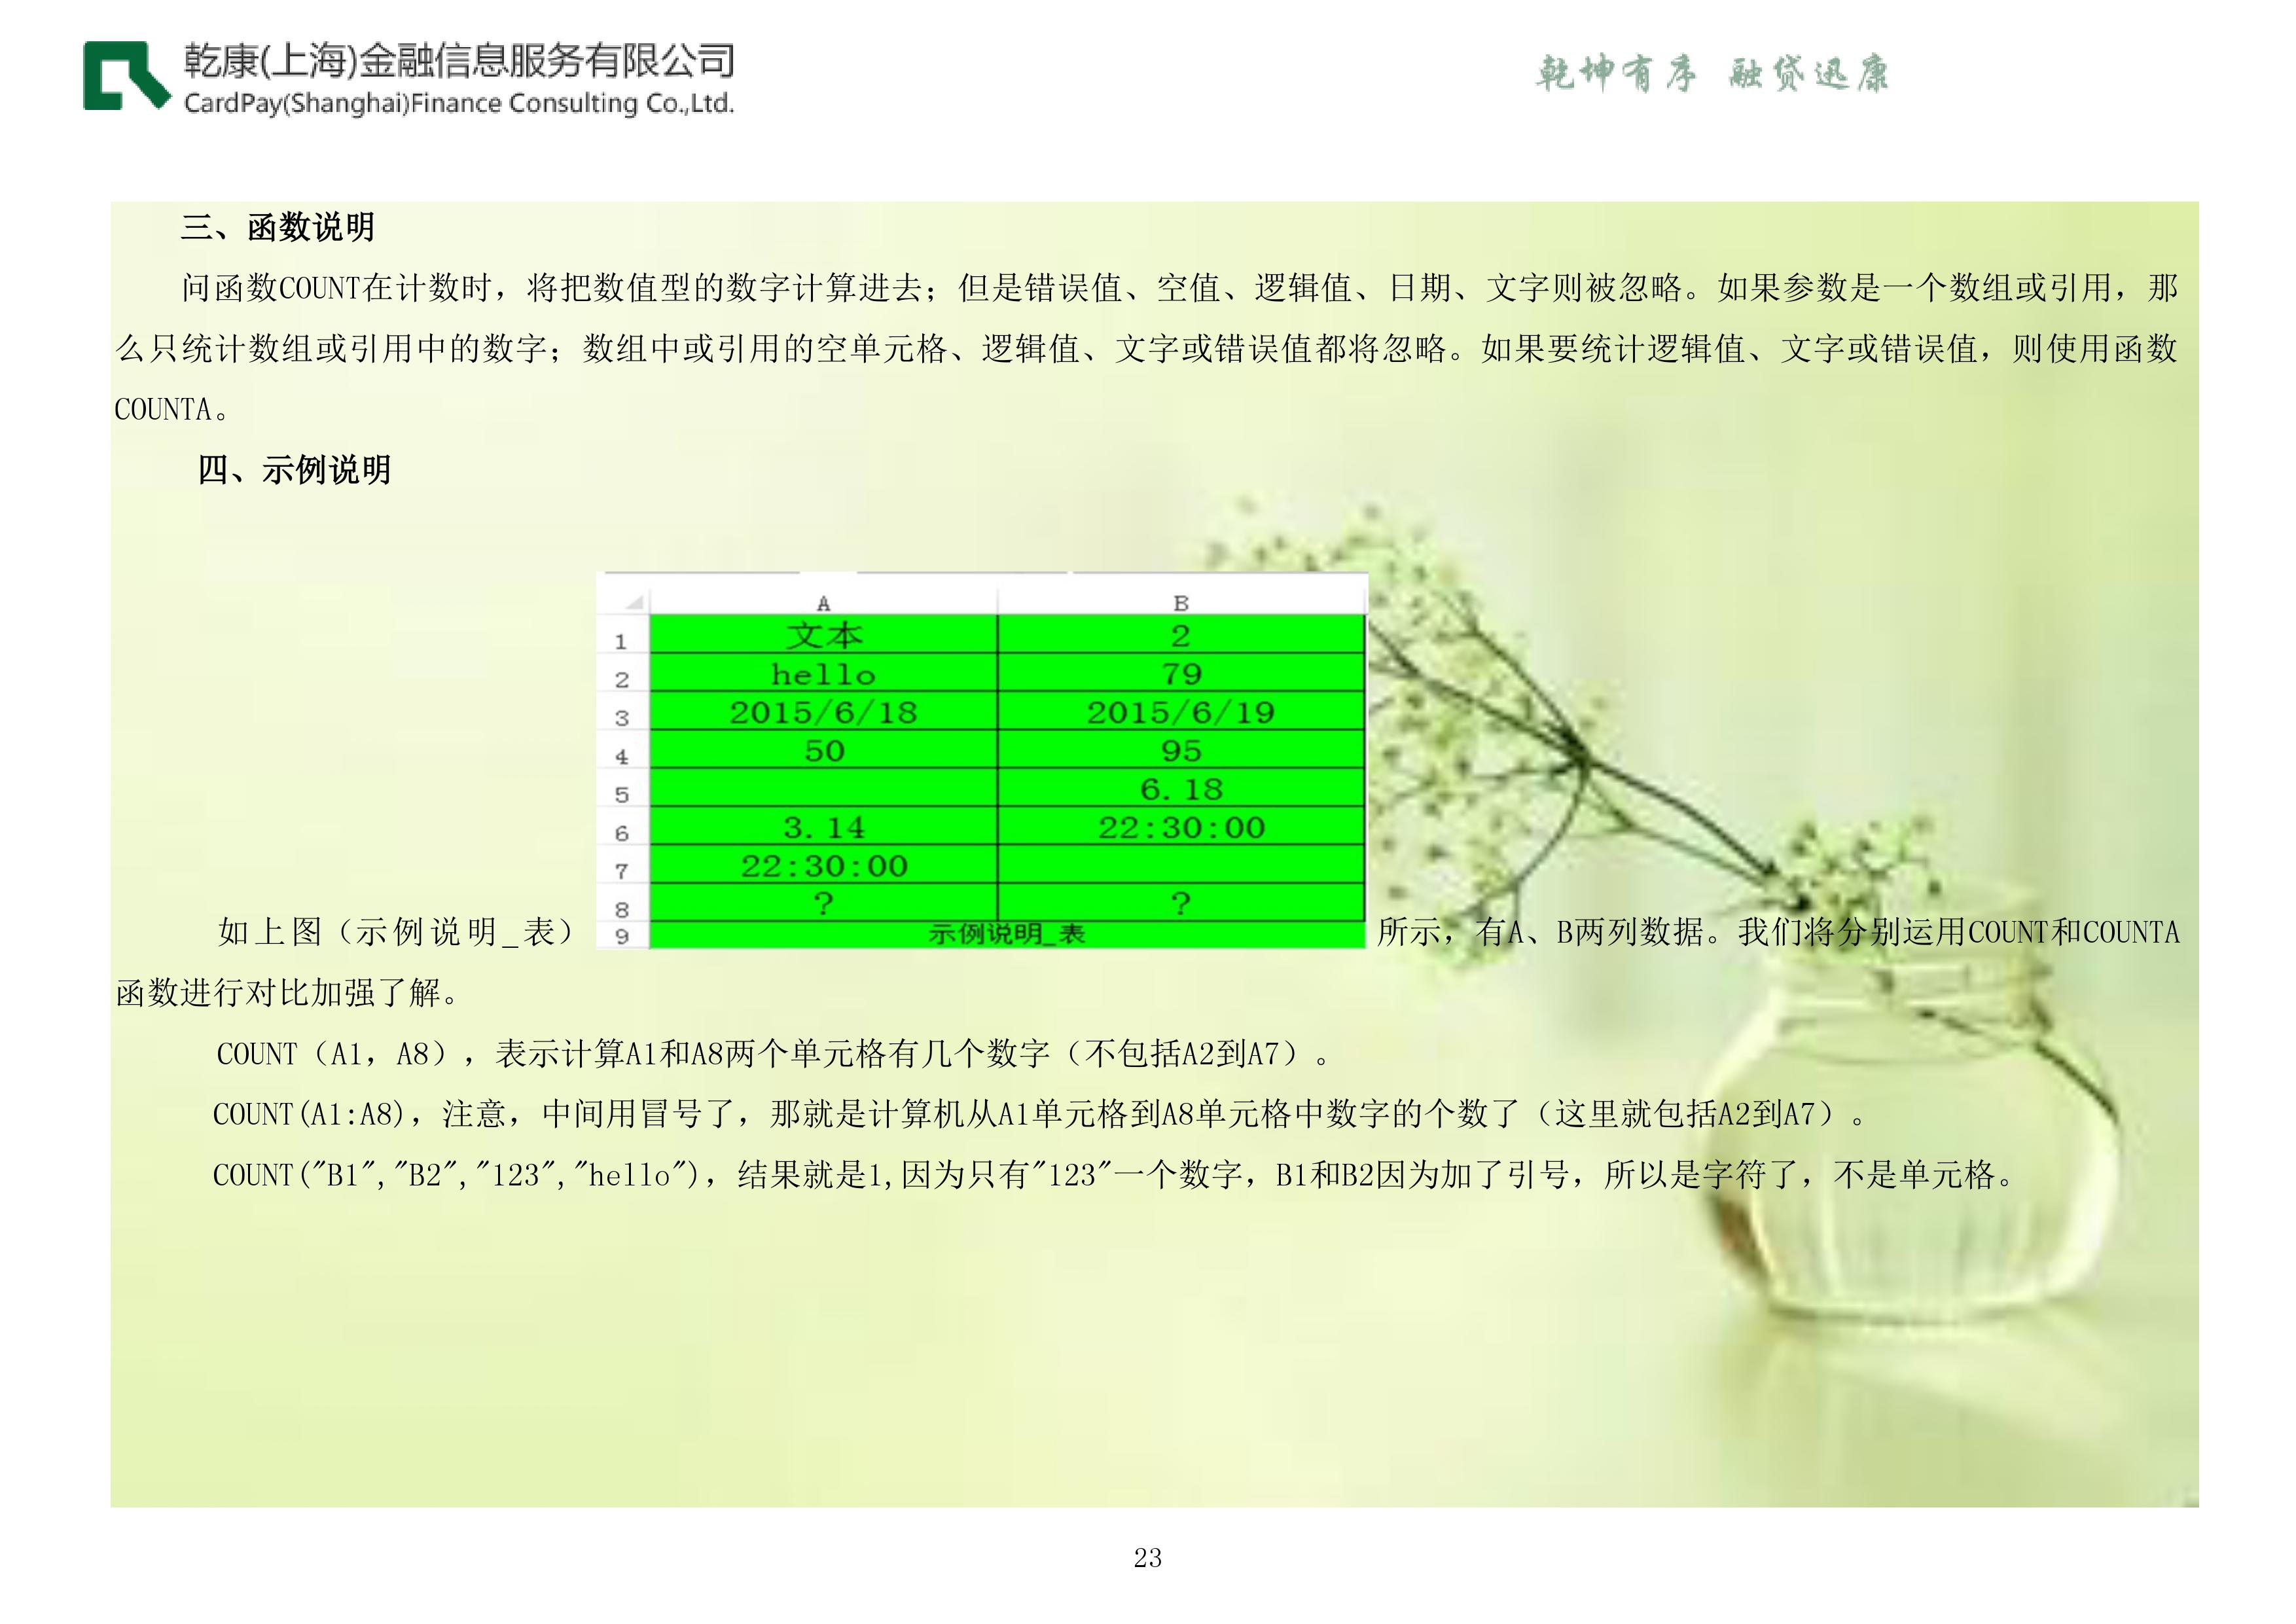 乾康(上海)金融信息服务有限公司
CardPay(Shanghai)Finance Consulting Co.,Ltd.
乾坤有序 融贷迅康
三、函数说明
问函数COUNT在计数时，将把数值型的数字计算进去；但是错误值、空值、逻辑值、日期、文字则被忽略。如果参数是一个数组或引用，那
么只统计数组或引用中的数字；数组中或引用的空单元格、逻辑值、文字或错误值都将忽略。如果要统计逻辑值、文字或错误值，则使用函数
COUNTA。
四、示例说明
A B
1 文本 2
2 hello 79
3 2015/6/18 2015/6/19
4 50 95
5 6.18
6 3.14 22:30:00
7 22:30:00
8 ? ?
9 示例说明_表
如上图（示例说明_表） 所示，有A、B两列数据。我们将分别运用COUNT和COUNTA
函数进行对比加强了解。
COUNT（A1，A8），表示计算A1和A8两个单元格有几个数字（不包括A2到A7）。
COUNT(A1:A8)，注意，中间用冒号了，那就是计算机从A1单元格到A8单元格中数字的个数了（这里就包括A2到A7）。
COUNT("B1","B2","123","hello")，结果就是1,因为只有"123"一个数字，B1和B2因为加了引号，所以是字符了，不是单元格。
23